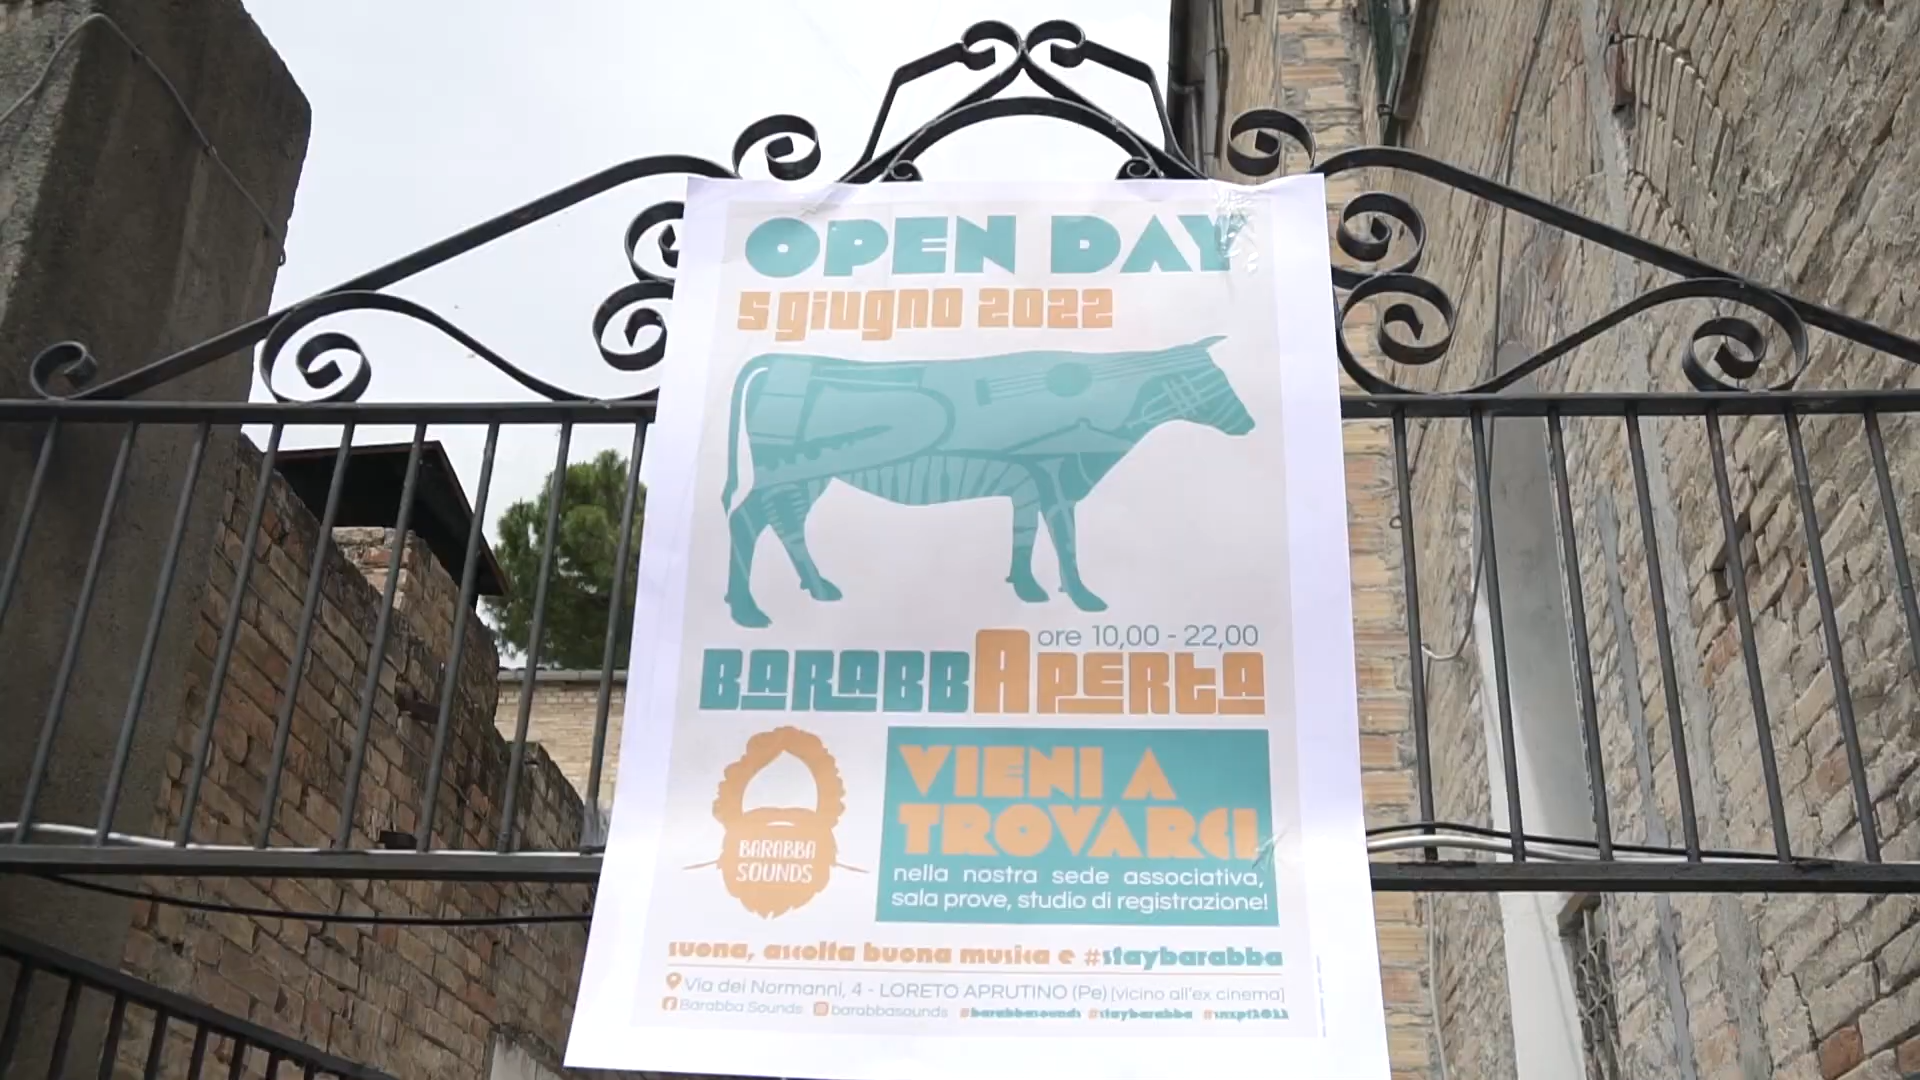 OPEN DAY
5 giugno 2022
ore 10,00 - 22,00
BARABBAPERTA
BARABBA
SOUNDS
VIENI A
TROVARCI
nella nostra sede associativa,
sala prove, studio di registrazione!
suona, ascolta buona musica e #staybarabba
Via dei Normanni, 4 - LORETO APRUTINO (Pe) [vicino all'ex cinema]
Barabba Sounds barabbasounds #barabbasounds #staybarabba